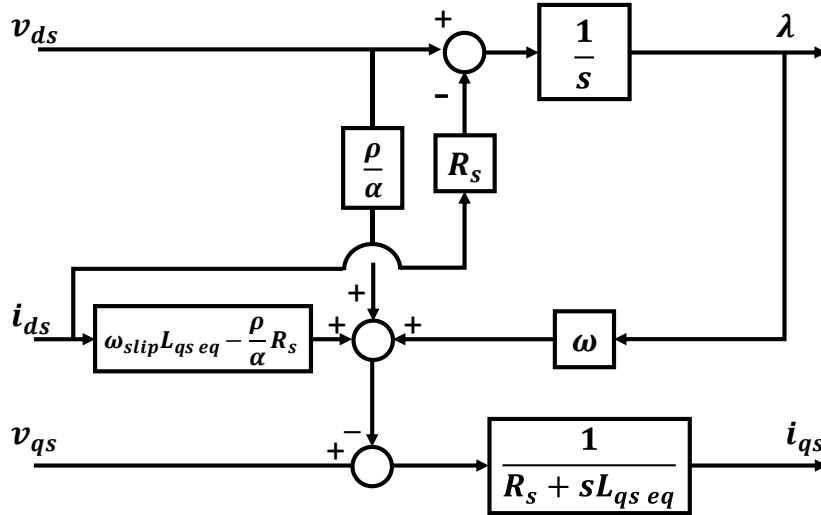 v_ds + 1/s λ
-
ρ/α R_s
+
i_ds ω_slip L_qs eq − ρ/α R_s + + ω
−
v_qs + 1/(R_s + sL_qs eq) i_qs